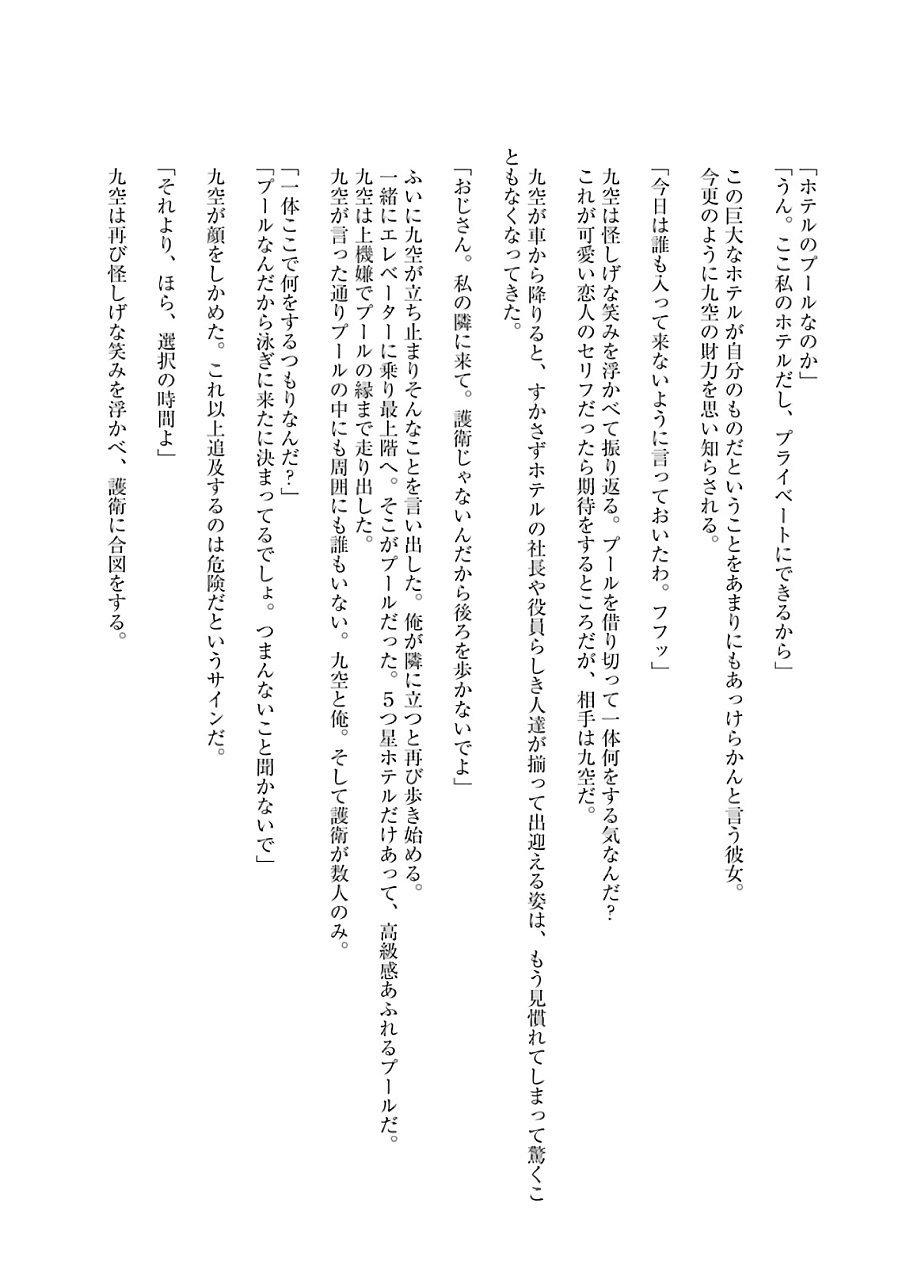 「ホテルのプールなのか」
「うん。ここ私のホテルだし、プライベートにできるから」
この巨大なホテルが自分のものだということをあまりにもあっけらかんと言う彼女。
今更のように九空の財力を思い知らされる。
「今日は誰も入って来ないように言っておいたわ。フフッ」
九空は怪しげな笑みを浮かべて振り返る。プールを借り切って一体何をする気なんだ?
これが可愛い恋人のセリフだったら期待をするところだが、相手は九空だ。
九空が車から降りると、すかさずホテルの社長や役員らしき人達が揃って出迎える姿は、もう見慣れてしまって驚くこ
ともなくなってきた。
「おじさん。私の隣に来て。護衛じゃないんだから後ろを歩かないでよ」
ふいに九空が立ち止まりそんなことを言い出した。俺が隣に立つと再び歩き始める。
一緒にエレベーターに乗り最上階へ。そこがプールだった。5つ星ホテルだけあって、高級感あふれるプールだ。
九空は上機嫌でプールの縁まで走り出した。
九空が言った通りプールの中にも周囲にも誰もいない。九空と俺。そして護衛が数人のみ。
「一体ここで何をするつもりなんだ?」
「プールなんだから泳ぎに来たに決まってるでしょ。つまんないこと聞かないで」
九空が顔をしかめた。これ以上追及するのは危険だというサインだ。
「それより、ほら、選択の時間よ」
九空は再び怪しげな笑みを浮かべ、護衛に合図をする。